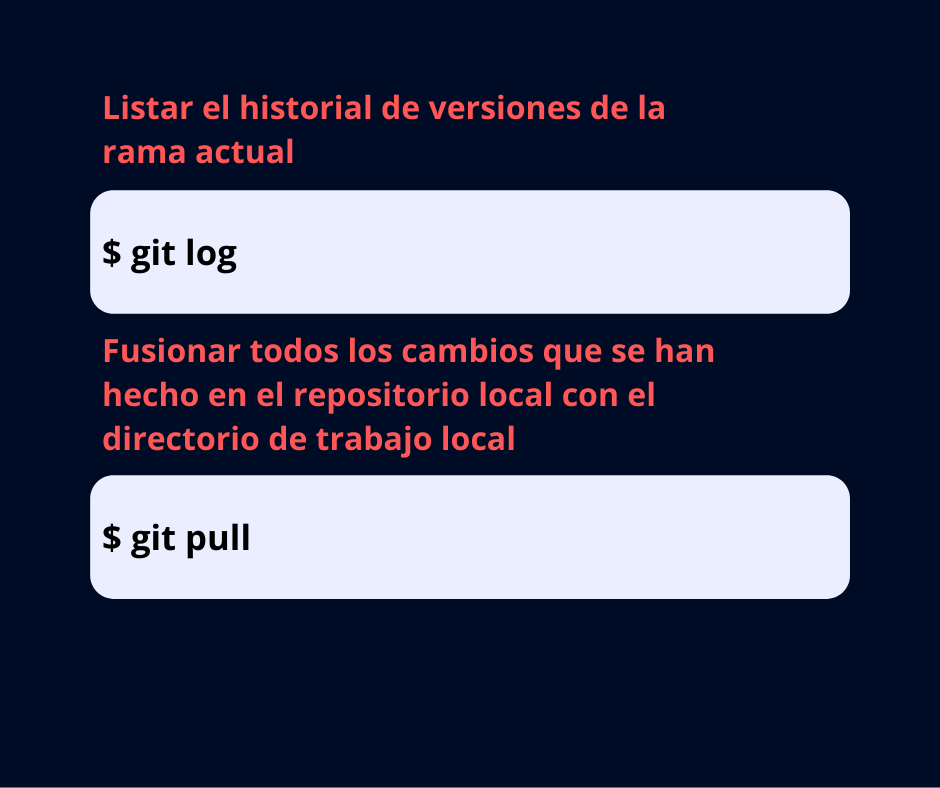 Listar el historial de versiones de la
rama actual
$ git log
Fusionar todos los cambios que se han
hecho en el repositorio local con el
directorio de trabajo local
$ git pull